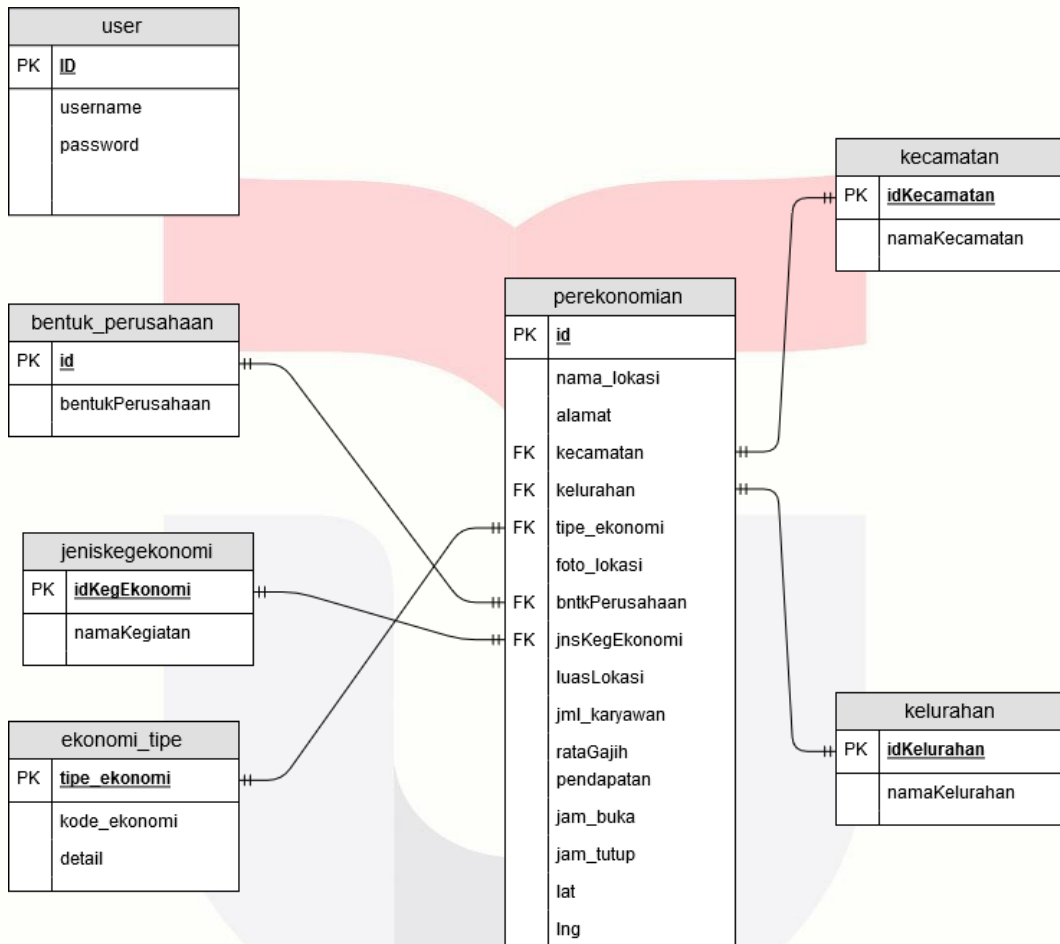 user
PK ID
username
password
bentuk_perusahaan
PK id
bentukPerusahaan
jeniskegekonomi
PK idKegEkonomi
namaKegiatan
ekonomi_tipe
PK tipe_ekonomi
kode_ekonomi
detail
perekonomian
PK id
nama_lokasi
alamat
FK kecamatan
FK kelurahan
FK tipe_ekonomi
foto_lokasi
FK bntkPerusahaan
FK jnsKegEkonomi
luasLokasi
jml_karyawan
rataGajih
pendapatan
jam_buka
jam_tutup
lat
lng
kecamatan
PK idKecamatan
namaKecamatan
kelurahan
PK idKelurahan
namaKelurahan